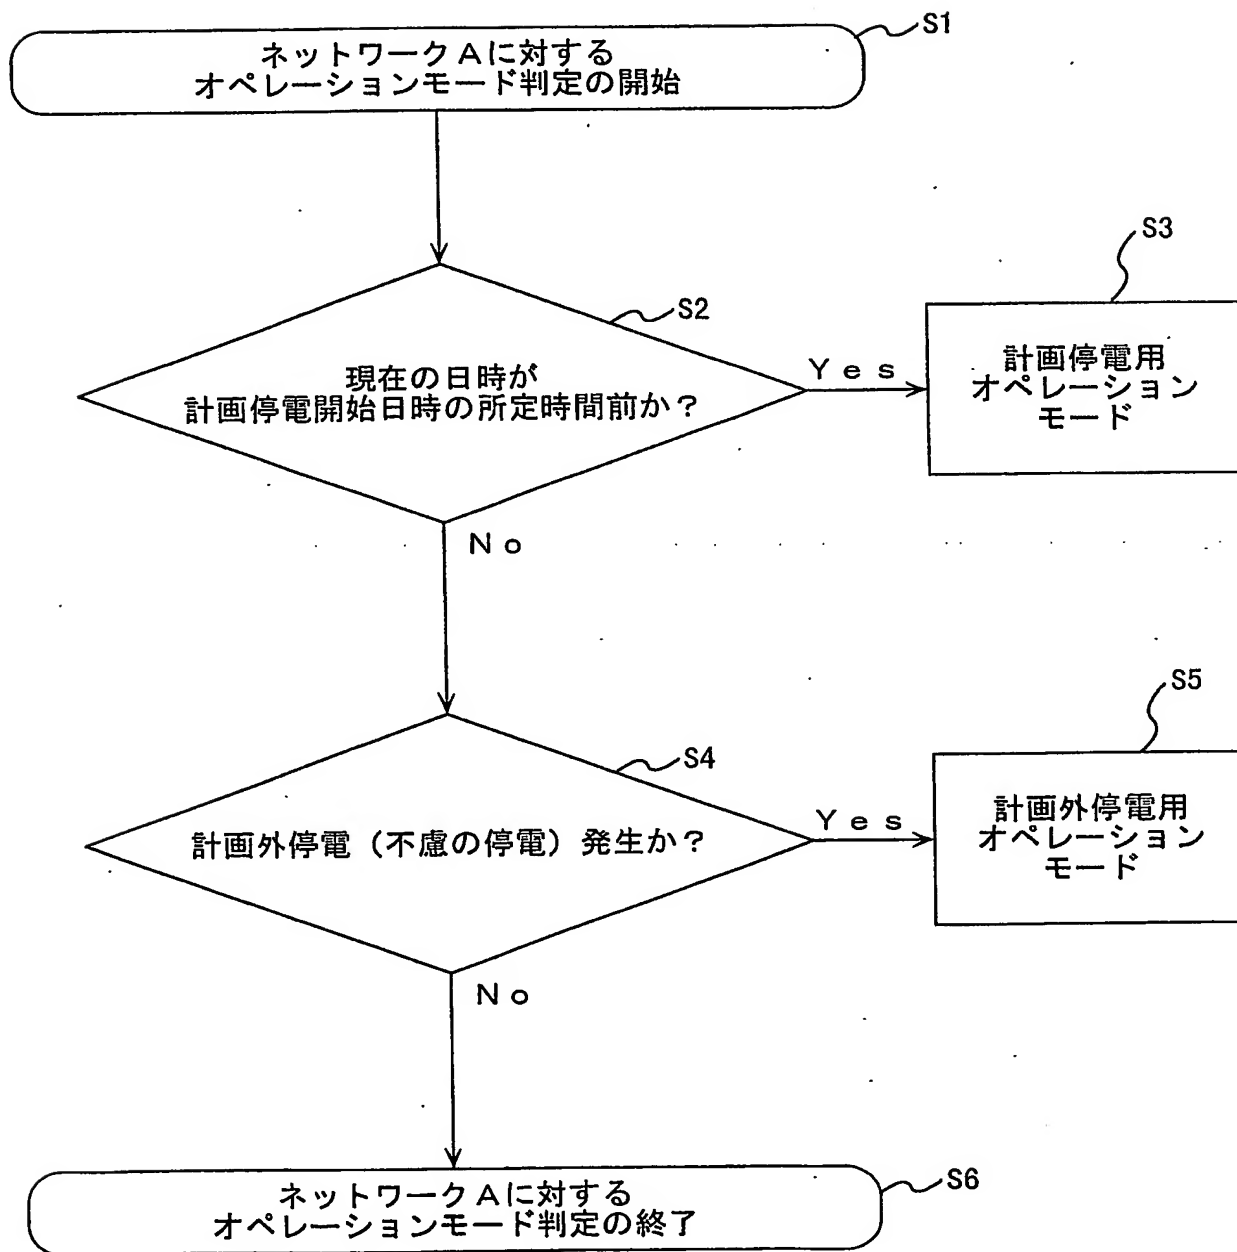 S1
ネットワークAに対する
オペレーションモード判定の開始
S2
現在の日時が
計画停電開始日時の所定時間前か？
Yes
S3
計画停電用
オペレーション
モード
No
S4
計画外停電（不慮の停電）発生か？
Yes
S5
計画外停電用
オペレーション
モード
No
S6
ネットワークAに対する
オペレーションモード判定の終了